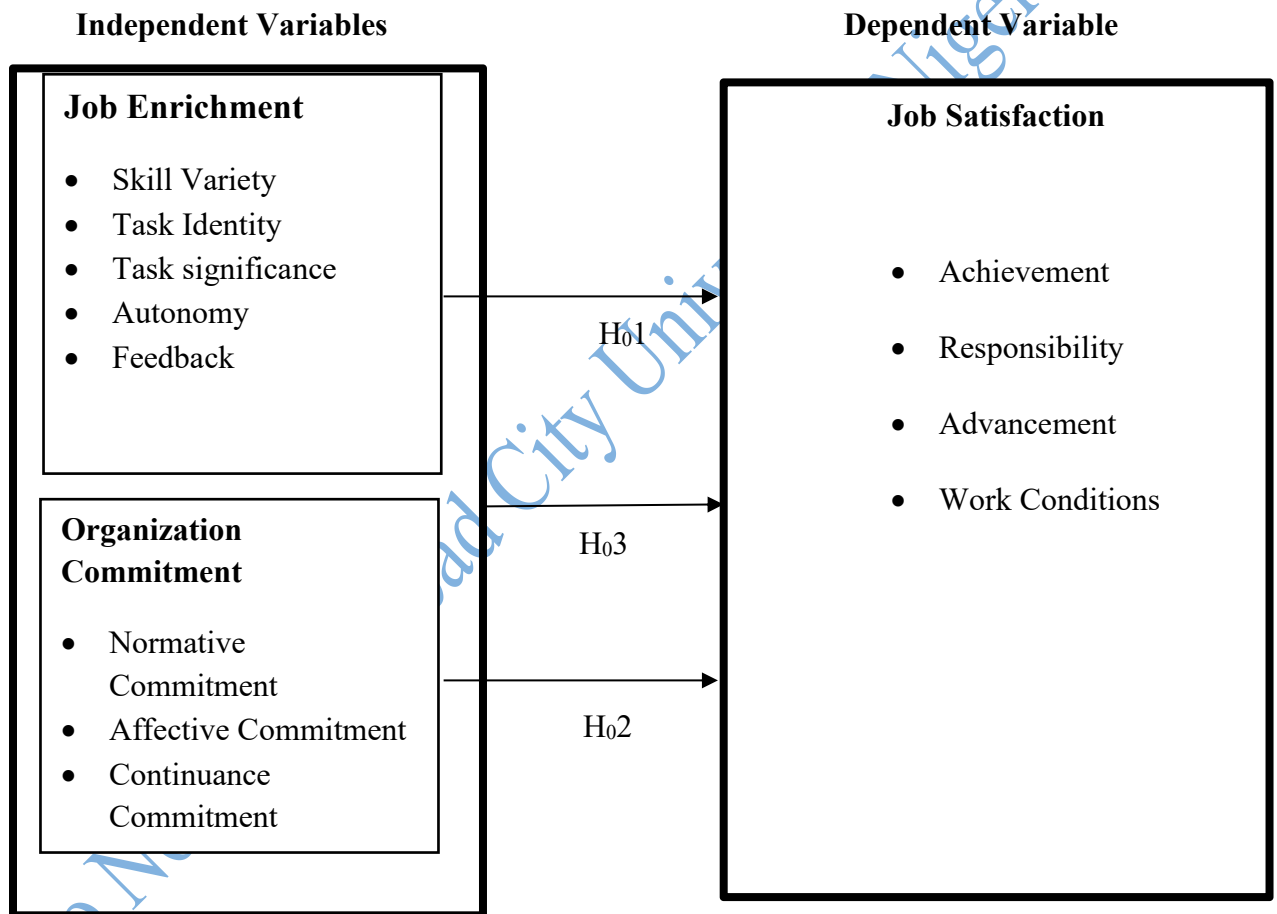 Independent Variables
Dependent Variable
Job Enrichment
• Skill Variety
• Task Identity
• Task significance
• Autonomy
• Feedback
Organization
Commitment
• Normative
Commitment
• Affective Commitment
• Continuance
Commitment
H₀1
H₀3
H₀2
Job Satisfaction
• Achievement
• Responsibility
• Advancement
• Work Conditions
City